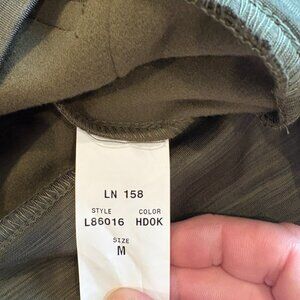 LN 158
STYLE COLOR
L86016 HDOK
SIZE
M